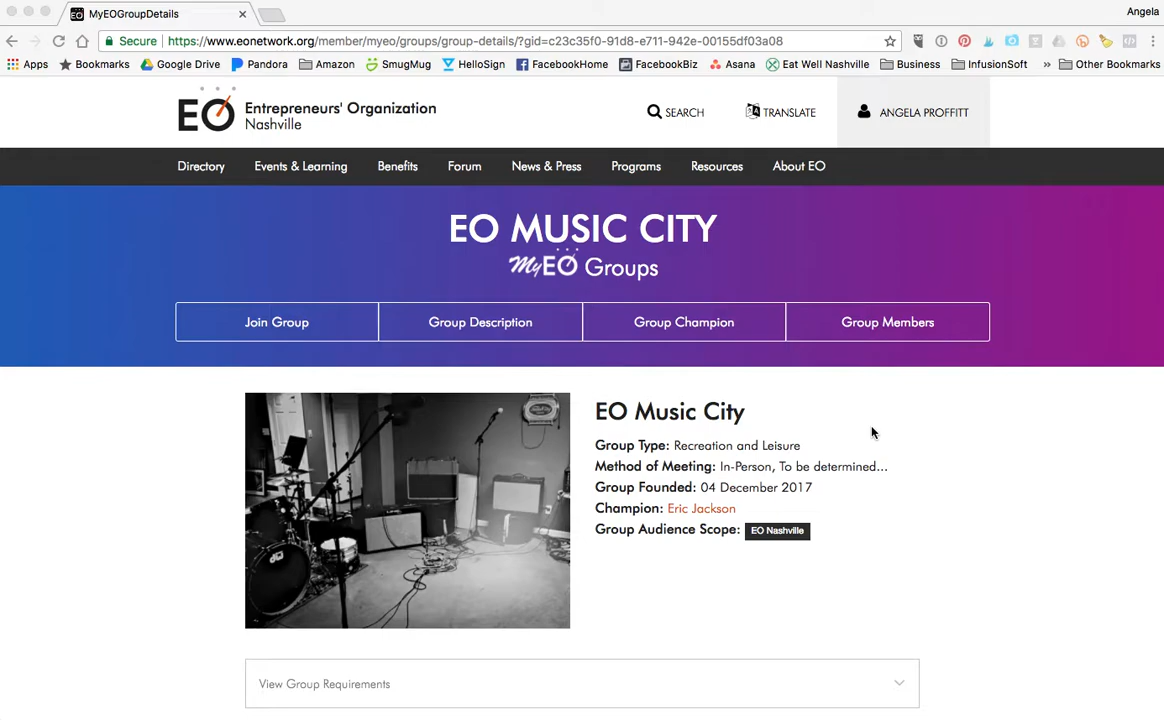 MyEOGroupDetails
Angela
Secure
https://www.eonetwork.org/member/myeo/groups/group-details/?gid=c23c35f0-91d8-e711-942e-00155df03a08
Apps Bookmarks Google Drive Pandora Amazon SmugMug HelloSign FacebookHome FacebookBiz Asana Eat Well Nashville Business InfusionSoft » Other Bookmarks
EO Entrepreneurs' Organization
Nashville
SEARCH TRANSLATE ANGELA PROFFITT
Directory Events & Learning Benefits Forum News & Press Programs Resources About EO
EO MUSIC CITY
MyEO Groups
Join Group Group Description Group Champion Group Members
EO Music City
Group Type: Recreation and Leisure
Method of Meeting: In-Person, To be determined...
Group Founded: 04 December 2017
Champion: Eric Jackson
Group Audience Scope: EO Nashville
View Group Requirements